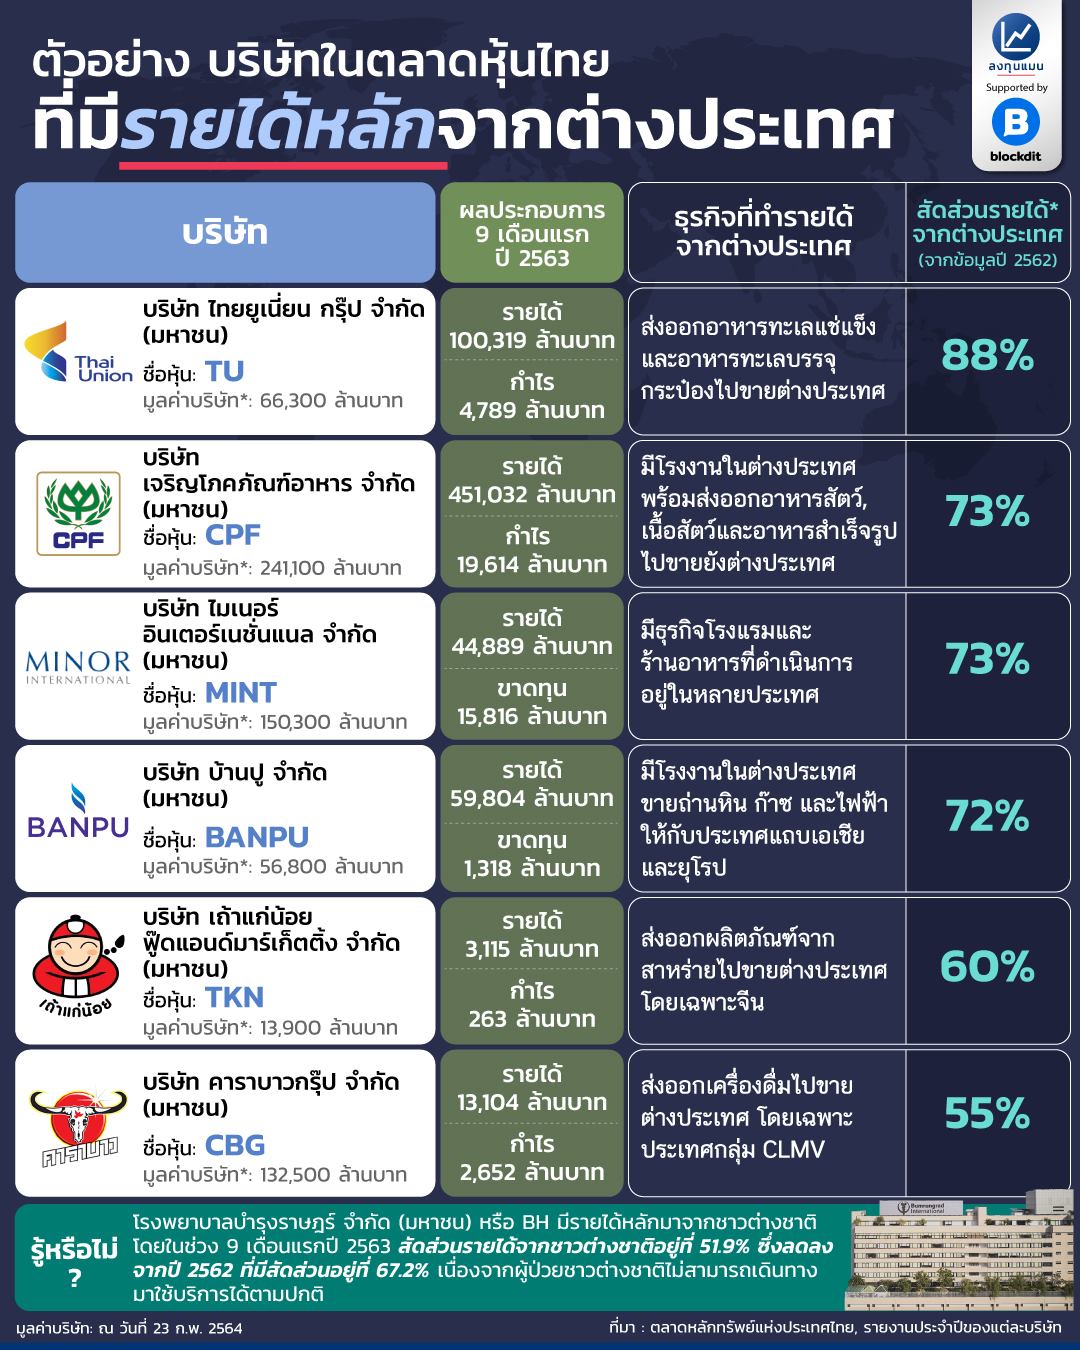 ตัวอย่าง บริษัทในตลาดหุ้นไทย
ที่มีรายได้หลักจากต่างประเทศ
ลงทุนแมน
Supported by
B
blockdit
บริษัท
ผลประกอบการ
9 เดือนแรก
ปี 2563
ธุรกิจที่ทำรายได้
จากต่างประเทศ
สัดส่วนรายได้*
จากต่างประเทศ
(จากข้อมูลปี 2562)
Thai
Union
บริษัท ไทยยูเนี่ยน กรุ๊ป จำกัด
(มหาชน)
ชื่อหุ้น: TU
มูลค่าบริษัท*: 66,300 ล้านบาท
รายได้
100,319 ล้านบาท
กำไร
4,789 ล้านบาท
ส่งออกอาหารทะเลแช่แข็ง
และอาหารทะเลบรรจุ
กระป๋องไปขายต่างประเทศ
88%
CPF
บริษัท
เจริญโภคภัณฑ์อาหาร จำกัด
(มหาชน)
ชื่อหุ้น: CPF
มูลค่าบริษัท*: 241,100 ล้านบาท
รายได้
451,032 ล้านบาท
กำไร
19,614 ล้านบาท
มีโรงงานในต่างประเทศ
พร้อมส่งออกอาหารสัตว์,
เนื้อสัตว์และอาหารสำเร็จรูป
ไปขายยังต่างประเทศ
73%
MINOR
INTERNATIONAL
บริษัท ไมเนอร์
อินเตอร์เนชั่นแนล จำกัด
(มหาชน)
ชื่อหุ้น: MINT
มูลค่าบริษัท*: 150,300 ล้านบาท
รายได้
44,889 ล้านบาท
ขาดทุน
15,816 ล้านบาท
มีธุรกิจโรงแรมและ
ร้านอาหารที่ดำเนินการ
อยู่ในหลายประเทศ
73%
BANPU
บริษัท บ้านปู จำกัด
(มหาชน)
ชื่อหุ้น: BANPU
มูลค่าบริษัท*: 56,800 ล้านบาท
รายได้
59,804 ล้านบาท
ขาดทุน
1,318 ล้านบาท
มีโรงงานในต่างประเทศ
ขายถ่านหิน ก๊าซ และไฟฟ้า
ให้กับประเทศแถบเอเชีย
และยุโรป
72%
เถ้าแก่น้อย
บริษัท เถ้าแก่น้อย
ฟู๊ดแอนด์มาร์เก็ตติ้ง จำกัด
(มหาชน)
ชื่อหุ้น: TKN
มูลค่าบริษัท*: 13,900 ล้านบาท
รายได้
3,115 ล้านบาท
กำไร
263 ล้านบาท
ส่งออกผลิตภัณฑ์จาก
สาหร่ายไปขายต่างประเทศ
โดยเฉพาะจีน
60%
คาราบาว
บริษัท คาราบาวกรุ๊ป จำกัด
(มหาชน)
ชื่อหุ้น: CBG
มูลค่าบริษัท*: 132,500 ล้านบาท
รายได้
13,104 ล้านบาท
กำไร
2,652 ล้านบาท
ส่งออกเครื่องดื่มไปขาย
ต่างประเทศ โดยเฉพาะ
ประเทศกลุ่ม CLMV
55%
รู้หรือไม่
?
โรงพยาบาลบำรุงราษฎร์ จำกัด (มหาชน) หรือ BH มีรายได้หลักมาจากชาวต่างชาติ
โดยในช่วง 9 เดือนแรกปี 2563 สัดส่วนรายได้จากชาวต่างชาติอยู่ที่ 51.9% ซึ่งลดลง
จากปี 2562 ที่มีสัดส่วนอยู่ที่ 67.2% เนื่องจากผู้ป่วยชาวต่างชาติไม่สามารถเดินทาง
มาใช้บริการได้ตามปกติ
Bumrungrad
International
มูลค่าบริษัท: ณ วันที่ 23 ก.พ. 2564
ที่มา : ตลาดหลักทรัพย์แห่งประเทศไทย, รายงานประจำปีของแต่ละบริษัท